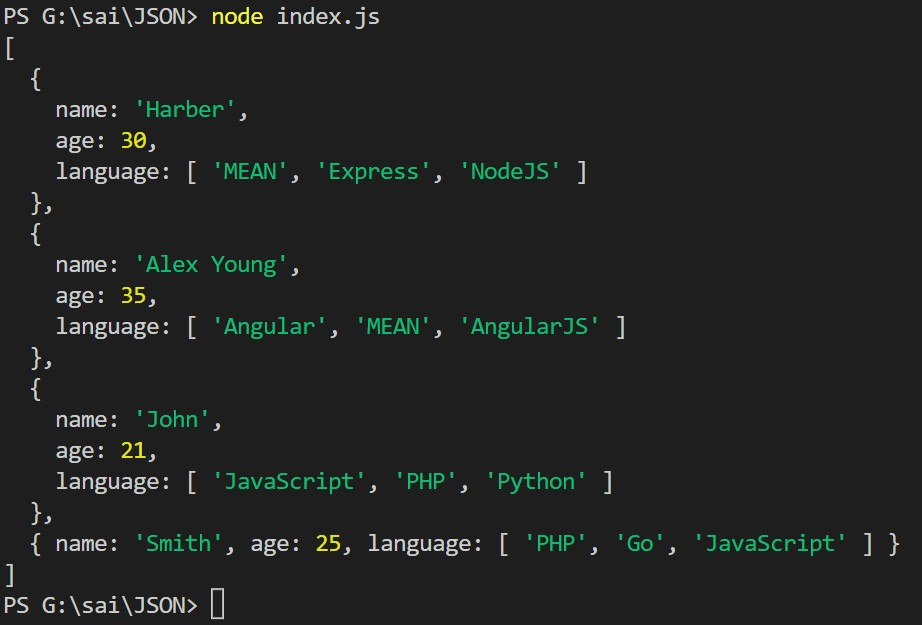 PS G:\sai\JSON> node index.js
[
  {
    name: 'Harber',
    age: 30,
    language: [ 'MEAN', 'Express', 'NodeJS' ]
  },
  {
    name: 'Alex Young',
    age: 35,
    language: [ 'Angular', 'MEAN', 'AngularJS' ]
  },
  {
    name: 'John',
    age: 21,
    language: [ 'JavaScript', 'PHP', 'Python' ]
  },
  { name: 'Smith', age: 25, language: [ 'PHP', 'Go', 'JavaScript' ] }
]
PS G:\sai\JSON>